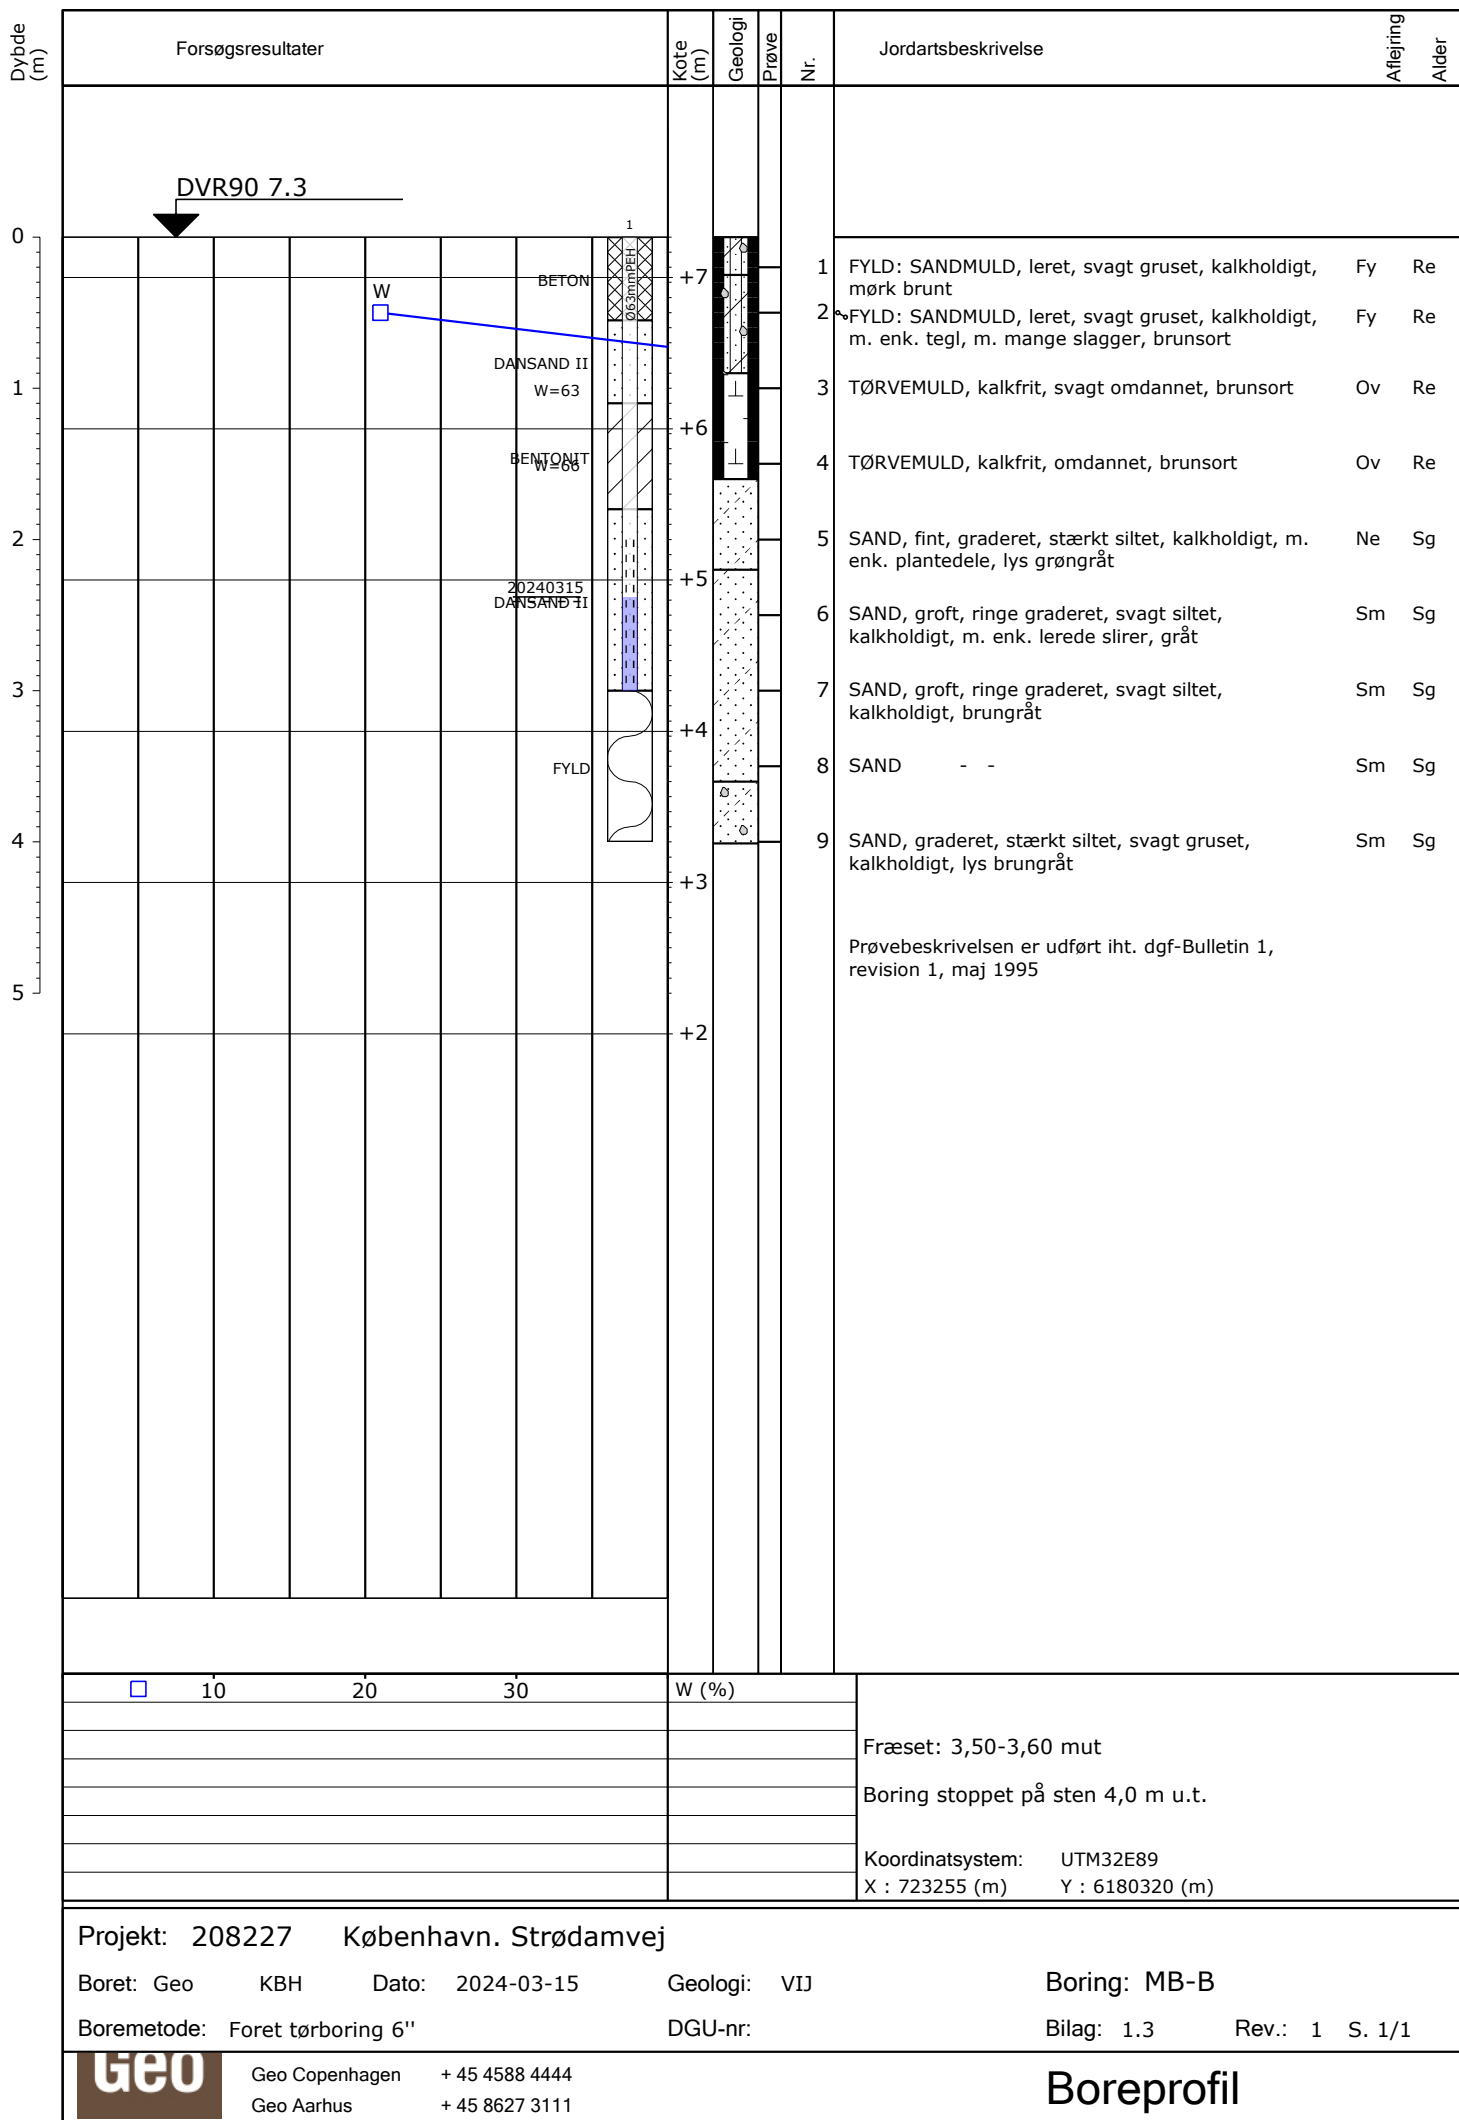 Dybde
(m)
Forsøgsresultater
Kote
(m)
Geologi
Prøve
Nr.
Jordartsbeskrivelse
Aflejring
Alder
DVR90 7.3
0
1
2
3
4
5
1
Ø63mmPEH
BETON
W
DANSAND II
W=63
BENTONIT
W=66
20240315
DANSAND II
FYLD
+7
+6
+5
+4
+3
+2
1 FYLD: SANDMULD, leret, svagt gruset, kalkholdigt, Fy Re
mørk brunt
2 FYLD: SANDMULD, leret, svagt gruset, kalkholdigt, Fy Re
m. enk. tegl, m. mange slagger, brunsort
3 TØRVEMULD, kalkfrit, svagt omdannet, brunsort Ov Re
4 TØRVEMULD, kalkfrit, omdannet, brunsort Ov Re
5 SAND, fint, graderet, stærkt siltet, kalkholdigt, m. Ne Sg
enk. plantedele, lys grøngråt
6 SAND, groft, ringe graderet, svagt siltet, Sm Sg
kalkholdigt, m. enk. lerede slirer, gråt
7 SAND, groft, ringe graderet, svagt siltet, Sm Sg
kalkholdigt, brungråt
8 SAND - - Sm Sg
9 SAND, graderet, stærkt siltet, svagt gruset, Sm Sg
kalkholdigt, lys brungråt
Prøvebeskrivelsen er udført iht. dgf-Bulletin 1,
revision 1, maj 1995
10 20 30 W (%)
Fræset: 3,50-3,60 mut
Boring stoppet på sten 4,0 m u.t.
Koordinatsystem: UTM32E89
X : 723255 (m) Y : 6180320 (m)
Projekt: 208227 København. Strødamvej
Boret: Geo KBH Dato: 2024-03-15 Geologi: VIJ Boring: MB-B
Boremetode: Foret tørboring 6'' DGU-nr: Bilag: 1.3 Rev.: 1 S. 1/1
Geo
Geo Copenhagen + 45 4588 4444
Geo Aarhus + 45 8627 3111
Boreprofil